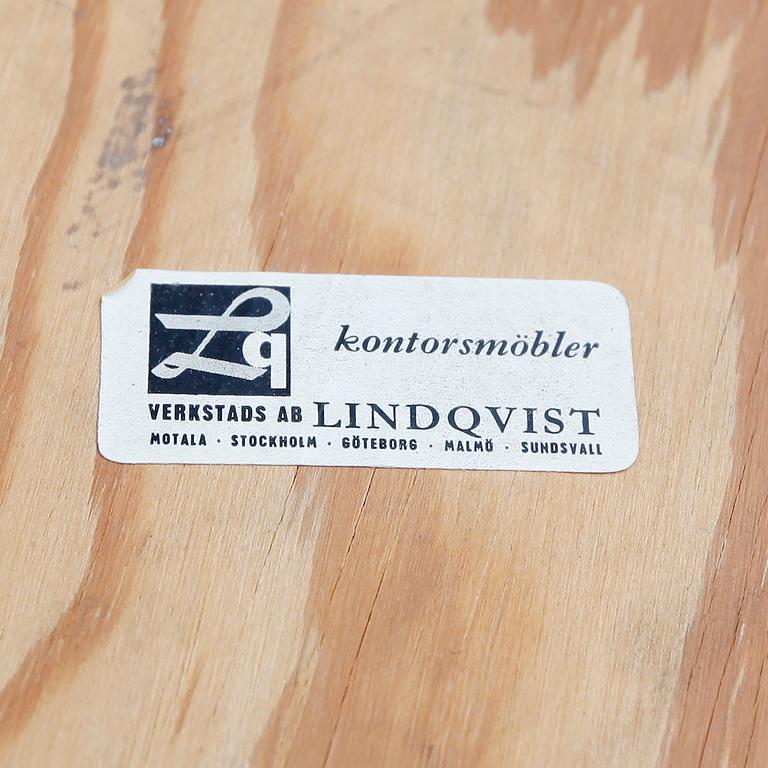 Lq
kontorsmöbler
VERKSTADS AB LINDQVIST
MOTALA · STOCKHOLM · GÖTEBORG · MALMÖ · SUNDSVALL